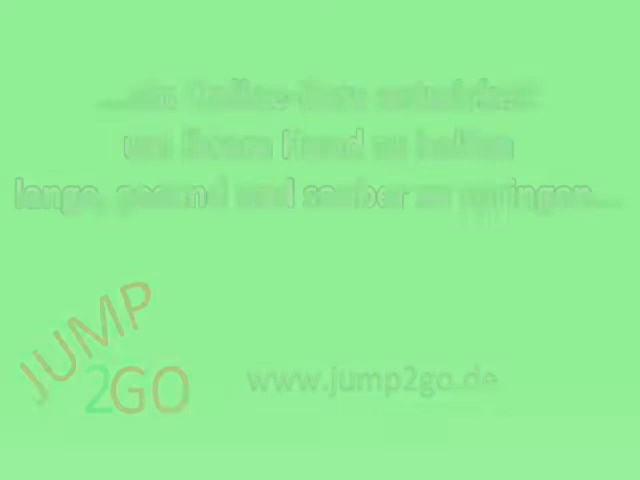 um Ihrem Hund zu helfen
lange, gesund und sauber zu springen...
JUMP
2GO
www.jump2go.de